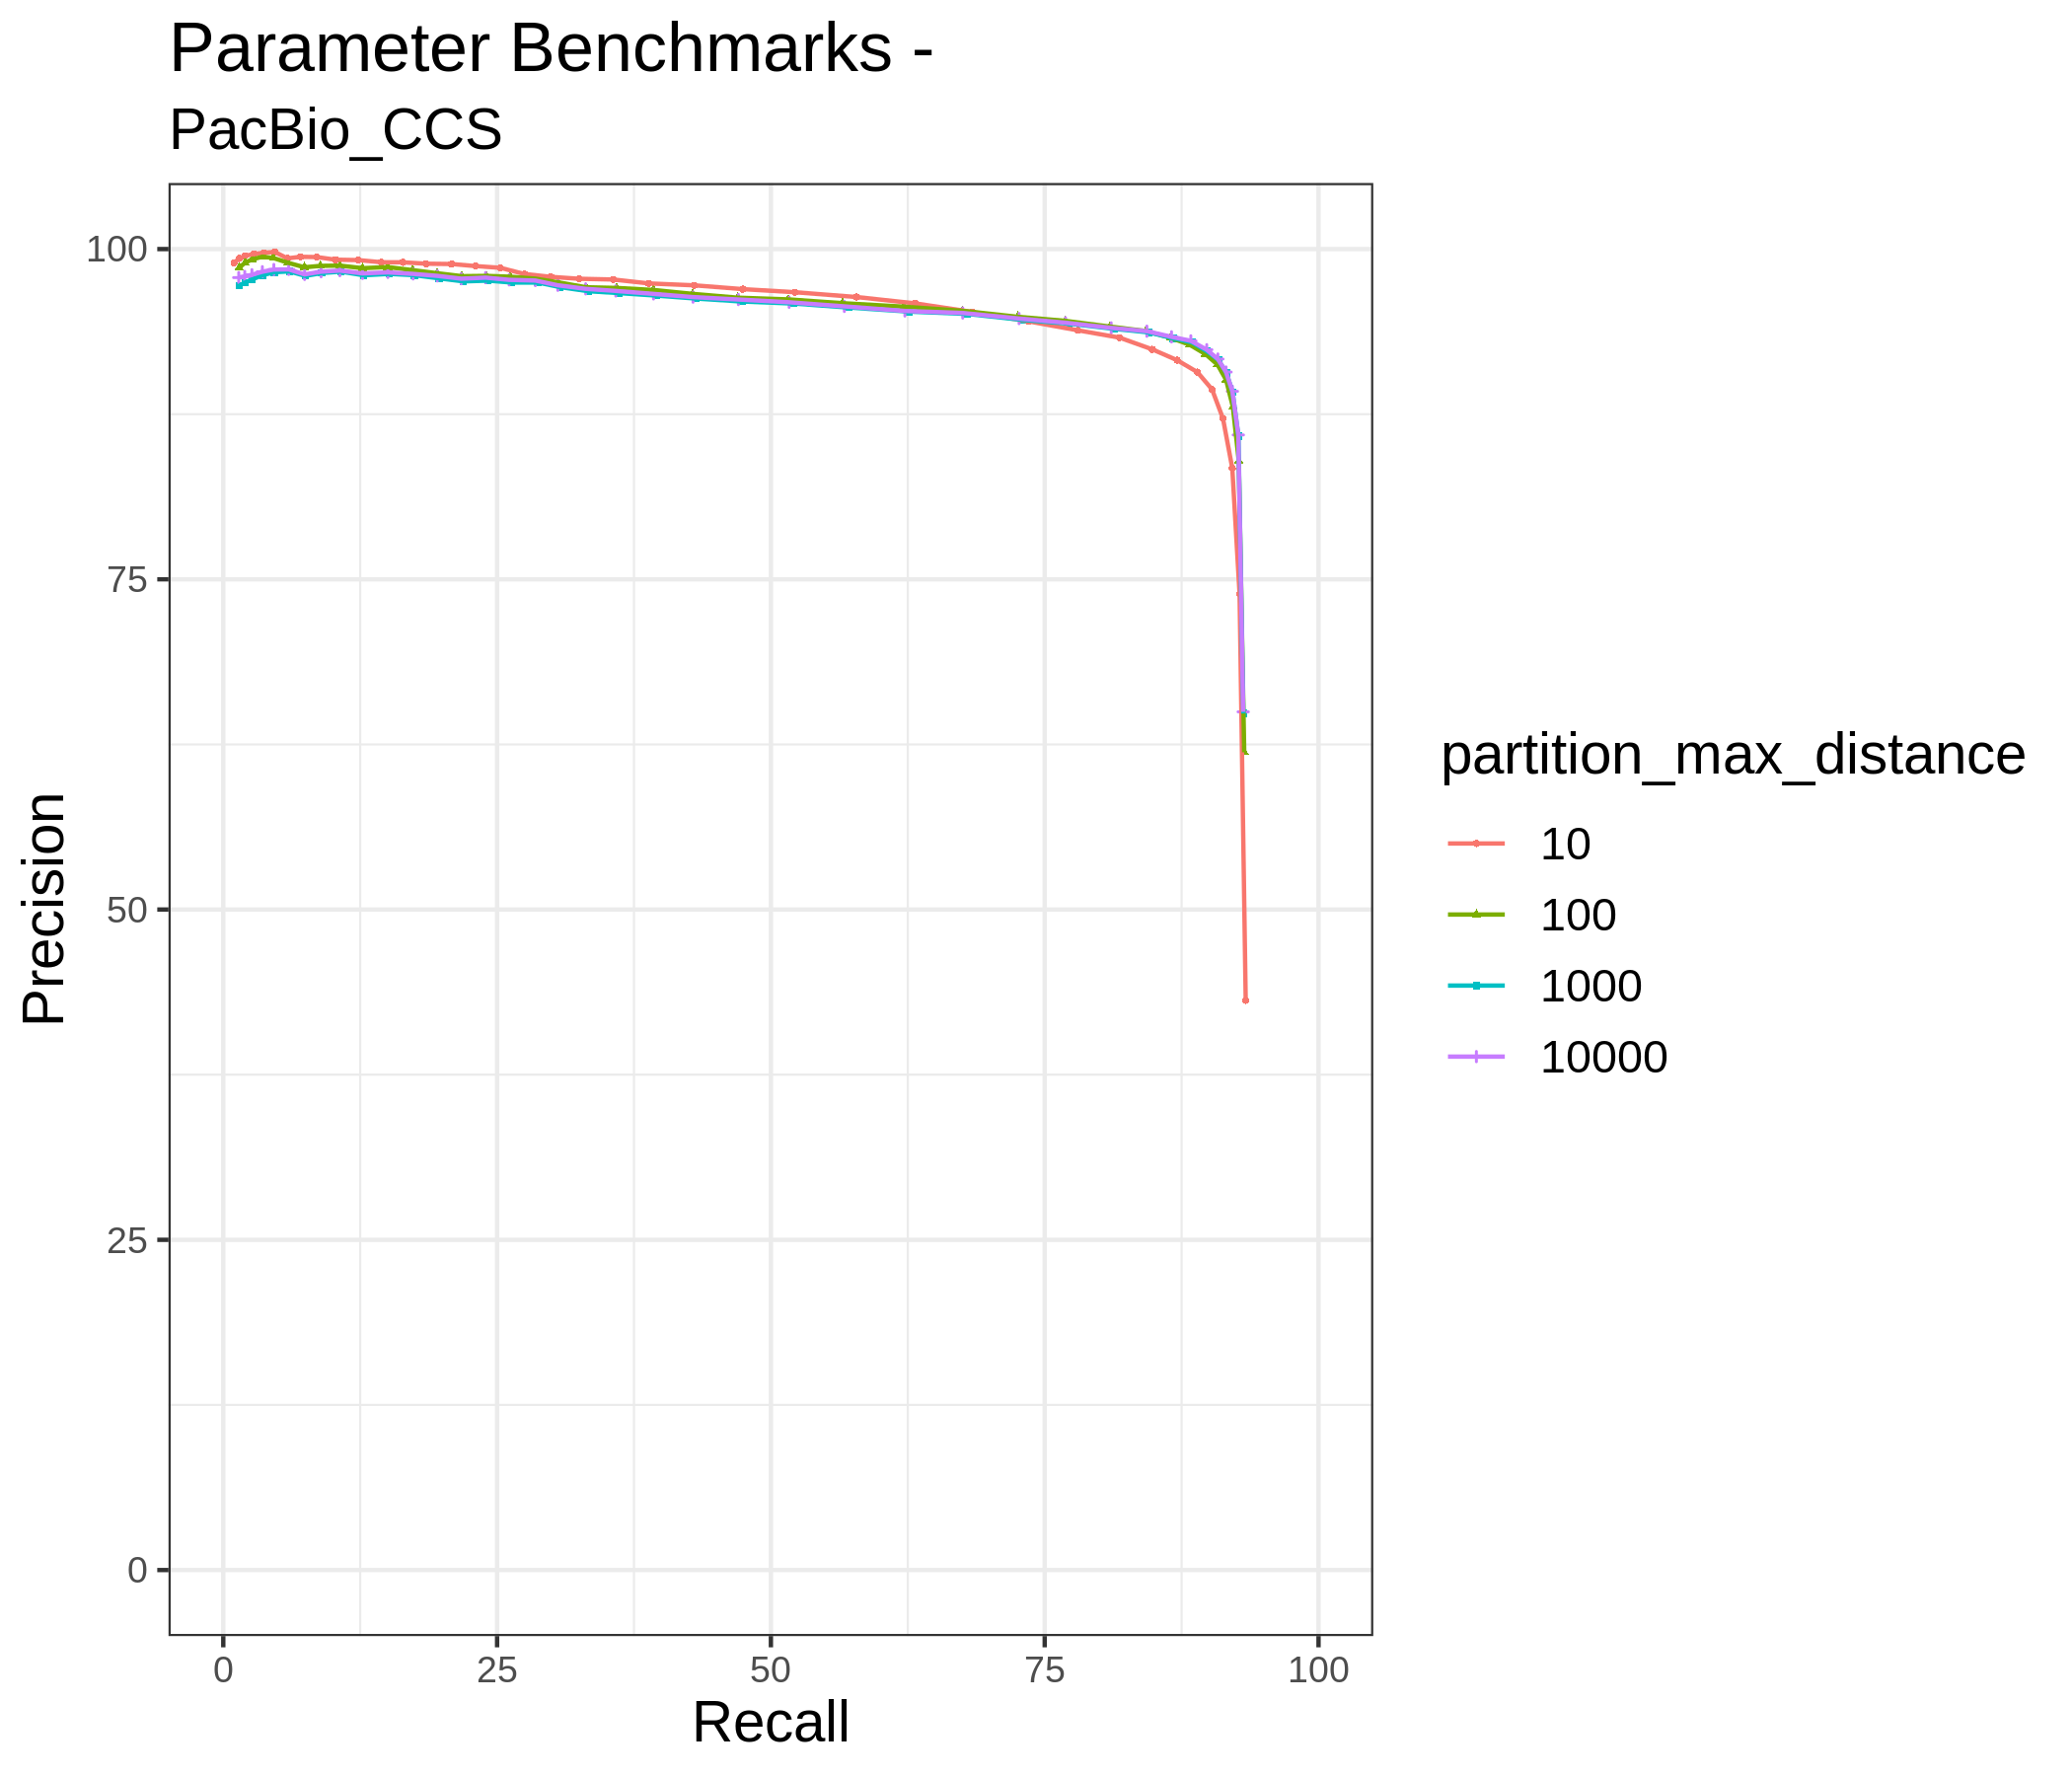 Parameter Benchmarks -
PacBio_CCS
100
75
50
25
0
Precision
0 25 50 75 100
Recall
partition_max_distance
10
100
1000
10000